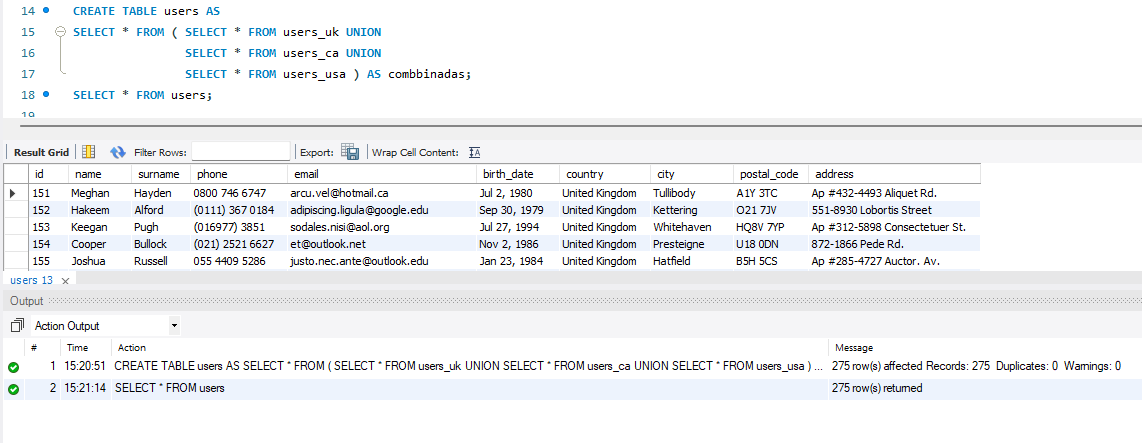 14 CREATE TABLE users AS
15 SELECT * FROM ( SELECT * FROM users_uk UNION
16 SELECT * FROM users_ca UNION
17 SELECT * FROM users_usa ) AS combbinadas;
18 SELECT * FROM users;
19
Result Grid Filter Rows: Export: Wrap Cell Content:
id name surname phone email birth_date country city postal_code address
151 Meghan Hayden 0800 746 6747 arcu.vel@hotmail.ca Jul 2, 1980 United Kingdom Tullibody A1Y 3TC Ap #432-4493 Aliquet Rd.
152 Hakeem Alford (0111) 367 0184 adipiscing.ligula@google.edu Sep 30, 1979 United Kingdom Kettering O21 7JV 551-8930 Lobortis Street
153 Keegan Pugh (016977) 3851 sodales.nisi@aol.org Jul 27, 1994 United Kingdom Whitehaven HQ8V 7YP Ap #312-5898 Consectetuer St.
154 Cooper Bullock (021) 2521 6627 et@outlook.net Nov 2, 1986 United Kingdom Presteigne U18 0DN 872-1866 Pede Rd.
155 Joshua Russell 055 4409 5286 justo.nec.ante@outlook.edu Jan 23, 1984 United Kingdom Hatfield B5H 5CS Ap #285-4727 Auctor. Av.
users 13
Output
Action Output
# Time Action Message
1 15:20:51 CREATE TABLE users AS SELECT * FROM ( SELECT * FROM users_uk UNION SELECT * FROM users_ca UNION SELECT * FROM users_usa ) ... 275 row(s) affected Records: 275 Duplicates: 0 Warnings: 0
2 15:21:14 SELECT * FROM users 275 row(s) returned